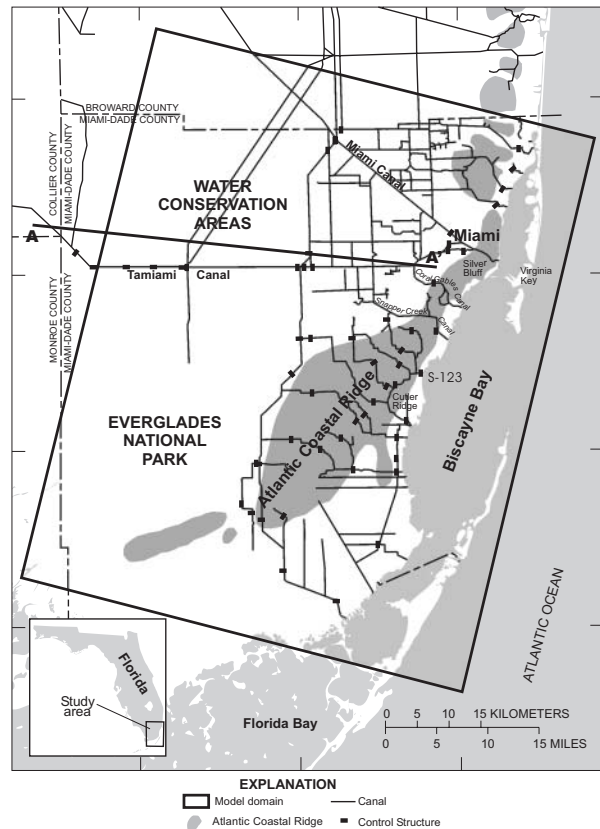 BROWARD COUNTY
MIAMI-DADE COUNTY
COLLIER COUNTY
MIAMI-DADE COUNTY
Miami Canal
WATER
CONSERVATION
AREAS
A
A'
Miami
Tamiami
Canal
Silver
Bluff
Virginia
Key
Coral Gables Canal
Snapper Creek
Canal
MONROE COUNTY
MIAMI-DADE COUNTY
S-123
Cutler
Ridge
Atlantic Coastal Ridge
Biscayne Bay
EVERGLADES
NATIONAL
PARK
ATLANTIC OCEAN
Florida
Study
area
Florida Bay
0 5 10 15 KILOMETERS
0 5 10 15 MILES
EXPLANATION
Model domain
Canal
Atlantic Coastal Ridge
Control Structure